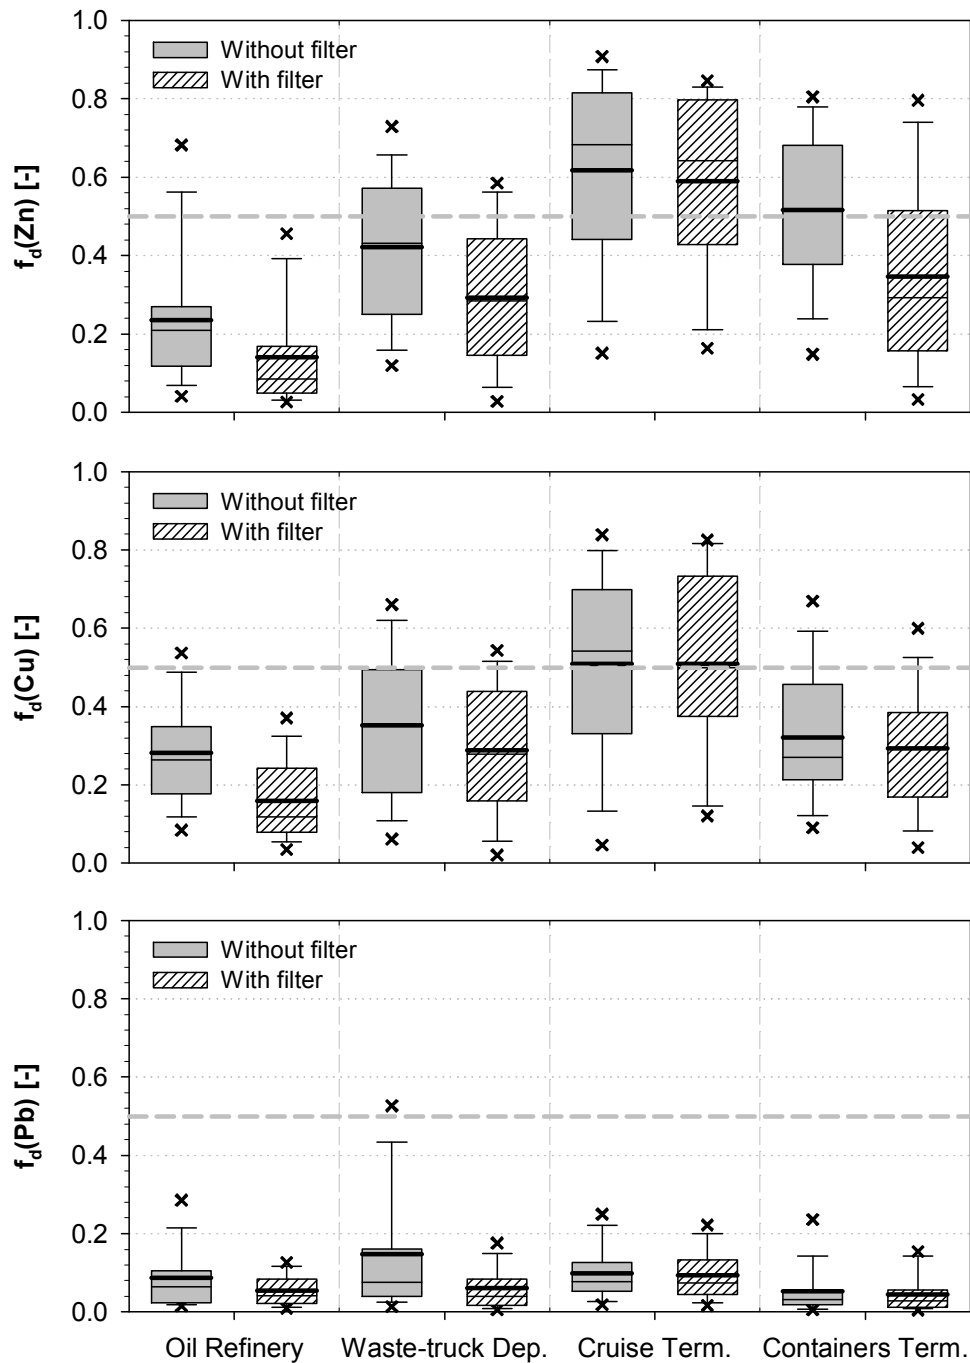 1.0
Without filter
With filter
0.8
0.6
0.4
0.2
0.0
f_d(Zn) [-]
1.0
Without filter
With filter
0.8
0.6
0.4
0.2
0.0
f_d(Cu) [-]
1.0
Without filter
With filter
0.8
0.6
0.4
0.2
0.0
f_d(Pb) [-]
Oil Refinery Waste-truck Dep. Cruise Term. Containers Term.